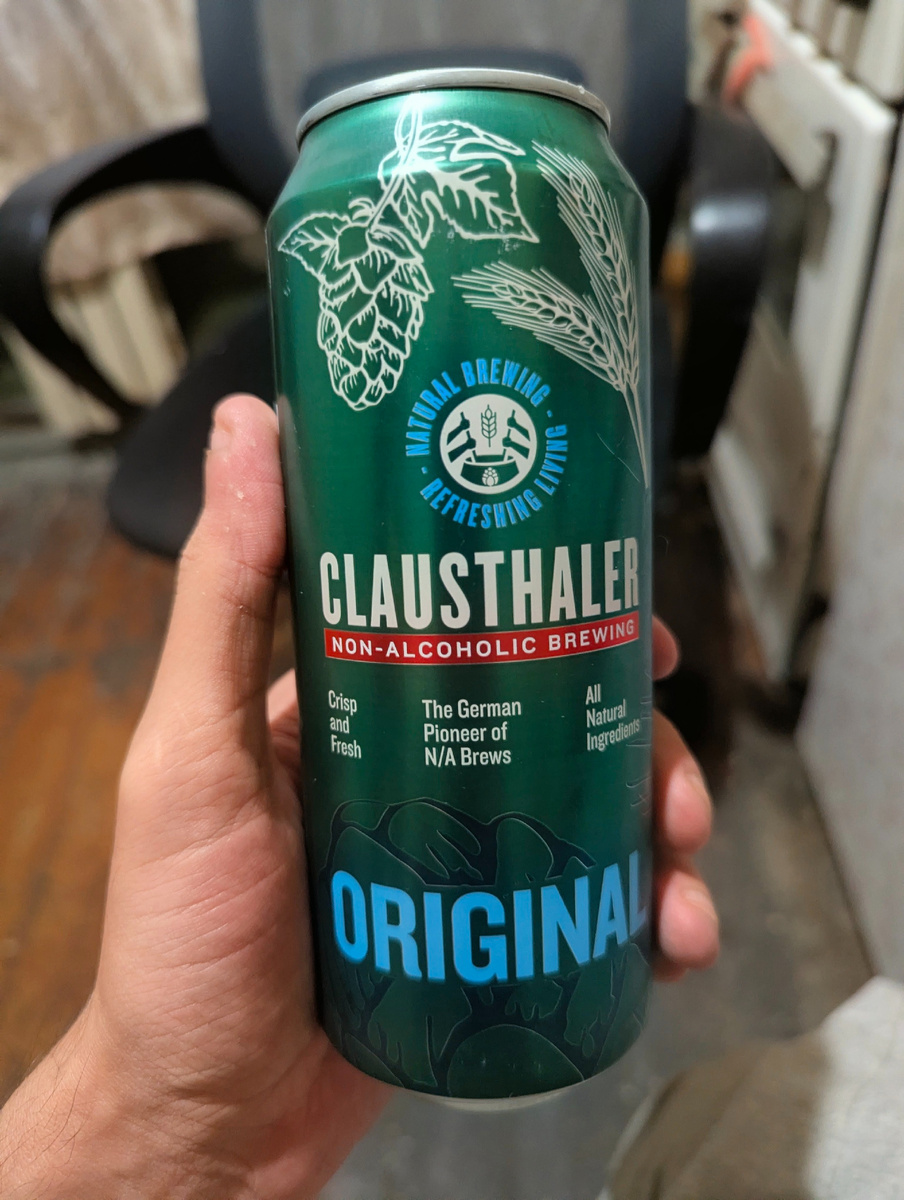 · NATURAL BREWING ·
REFRESHING LIVING
CLAUSTHALER
NON-ALCOHOLIC BREWING
Crisp
and
Fresh
The German
Pioneer of
N/A Brews
All
Natural
Ingredients
ORIGINAL